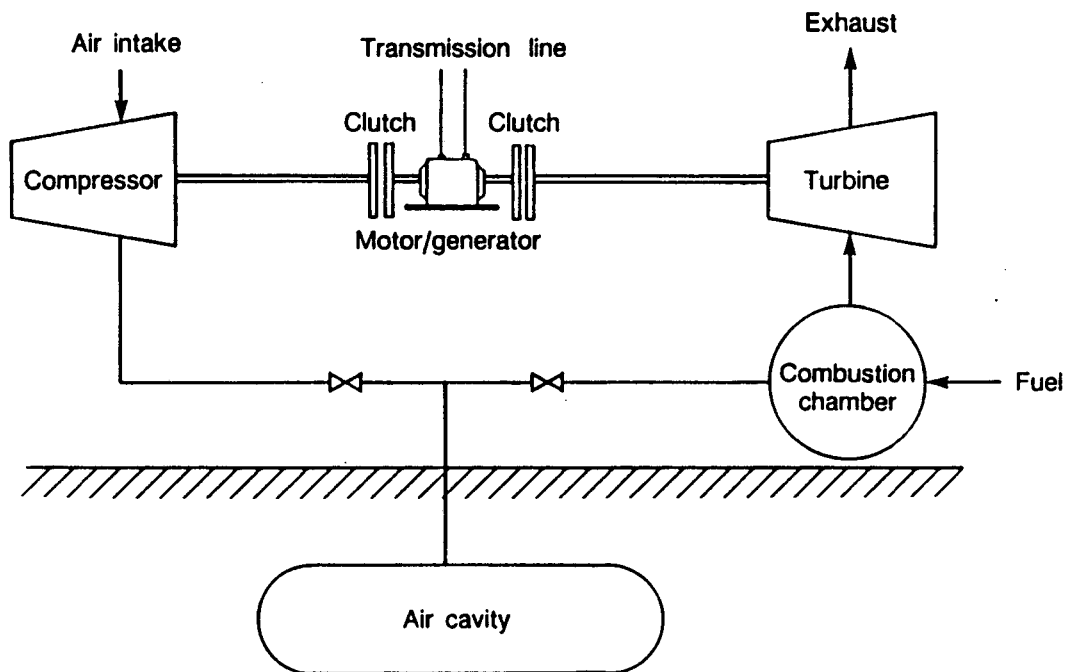 Air intake
Transmission line
Exhaust
Clutch
Clutch
Compressor
Turbine
Motor/generator
Combustion
chamber
Fuel
Air cavity